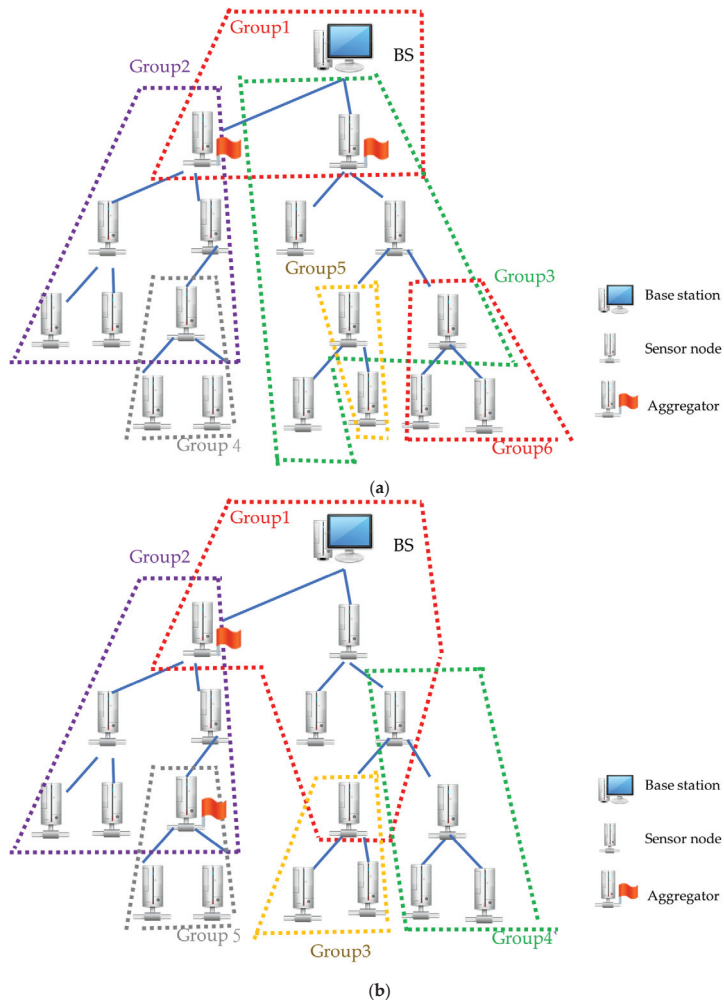 Group1
BS
Group2
Group5
Group3
Base station
Sensor node
Aggregator
Group 4
Group6
(a)
Group1
BS
Group2
Base station
Sensor node
Aggregator
Group 5
Group3
Group4
(b)